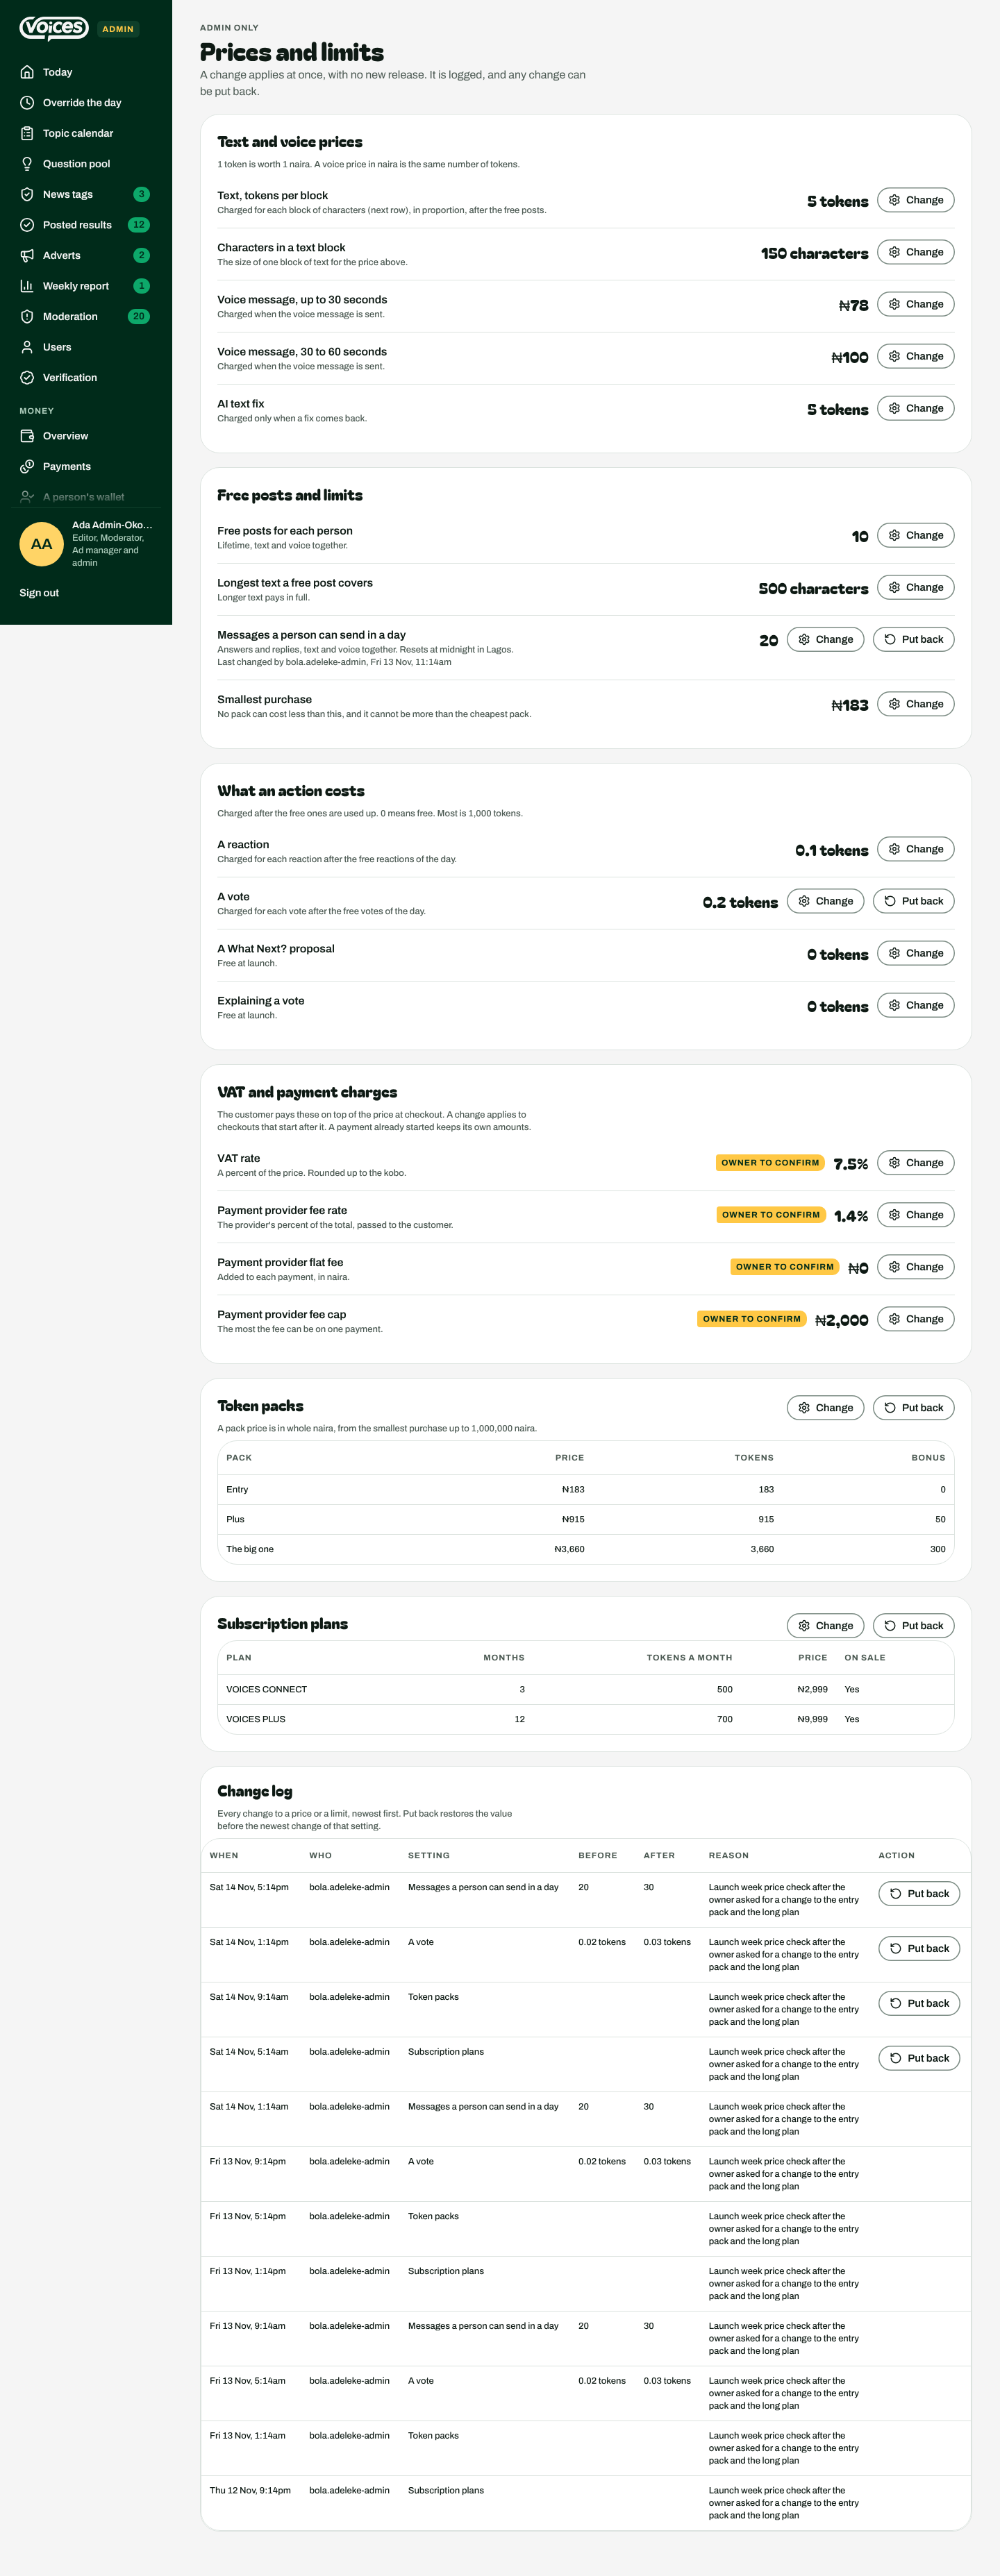 voices ADMIN
Today
Override the day
Topic calendar
Question pool
News tags 3
Posted results 12
Adverts 2
Weekly report 1
Moderation 20
Users
Verification
MONEY
Overview
Payments
A person's wallet
AA
Ada Admin-Oko...
Editor, Moderator,
Ad manager and
admin
Sign out
ADMIN ONLY
Prices and limits
A change applies at once, with no new release. It is logged, and any change can
be put back.
Text and voice prices
1 token is worth 1 naira. A voice price in naira is the same number of tokens.
Text, tokens per block
Charged for each block of characters (next row), in proportion, after the free posts.
5 tokens Change
Characters in a text block
The size of one block of text for the price above.
150 characters Change
Voice message, up to 30 seconds
Charged when the voice message is sent.
₦78 Change
Voice message, 30 to 60 seconds
Charged when the voice message is sent.
₦100 Change
AI text fix
Charged only when a fix comes back.
5 tokens Change
Free posts and limits
Free posts for each person
Lifetime, text and voice together.
10 Change
Longest text a free post covers
Longer text pays in full.
500 characters Change
Messages a person can send in a day
Answers and replies, text and voice together. Resets at midnight in Lagos.
Last changed by bola.adeleke-admin, Fri 13 Nov, 11:14am
20 Change Put back
Smallest purchase
No pack can cost less than this, and it cannot be more than the cheapest pack.
₦183 Change
What an action costs
Charged after the free ones are used up. 0 means free. Most is 1,000 tokens.
A reaction
Charged for each reaction after the free reactions of the day.
0.1 tokens Change
A vote
Charged for each vote after the free votes of the day.
0.2 tokens Change Put back
A What Next? proposal
Free at launch.
0 tokens Change
Explaining a vote
Free at launch.
0 tokens Change
VAT and payment charges
The customer pays these on top of the price at checkout. A change applies to
checkouts that start after it. A payment already started keeps its own amounts.
VAT rate
A percent of the price. Rounded up to the kobo.
OWNER TO CONFIRM 7.5% Change
Payment provider fee rate
The provider's percent of the total, passed to the customer.
OWNER TO CONFIRM 1.4% Change
Payment provider flat fee
Added to each payment, in naira.
OWNER TO CONFIRM ₦0 Change
Payment provider fee cap
The most the fee can be on one payment.
OWNER TO CONFIRM ₦2,000 Change
Token packs
Change Put back
A pack price is in whole naira, from the smallest purchase up to 1,000,000 naira.
PACK PRICE TOKENS BONUS
Entry ₦183 183 0
Plus ₦915 915 50
The big one ₦3,660 3,660 300
Subscription plans
Change Put back
PLAN MONTHS TOKENS A MONTH PRICE ON SALE
VOICES CONNECT 3 500 ₦2,999 Yes
VOICES PLUS 12 700 ₦9,999 Yes
Change log
Every change to a price or a limit, newest first. Put back restores the value
before the newest change of that setting.
WHEN WHO SETTING BEFORE AFTER REASON ACTION
Sat 14 Nov, 5:14pm bola.adeleke-admin Messages a person can send in a day 20 30 Launch week price check after the
owner asked for a change to the entry
pack and the long plan
Put back
Sat 14 Nov, 1:14pm bola.adeleke-admin A vote 0.02 tokens 0.03 tokens Launch week price check after the
owner asked for a change to the entry
pack and the long plan
Put back
Sat 14 Nov, 9:14am bola.adeleke-admin Token packs Launch week price check after the
owner asked for a change to the entry
pack and the long plan
Put back
Sat 14 Nov, 5:14am bola.adeleke-admin Subscription plans Launch week price check after the
owner asked for a change to the entry
pack and the long plan
Put back
Sat 14 Nov, 1:14am bola.adeleke-admin Messages a person can send in a day 20 30 Launch week price check after the
owner asked for a change to the entry
pack and the long plan
Fri 13 Nov, 9:14pm bola.adeleke-admin A vote 0.02 tokens 0.03 tokens Launch week price check after the
owner asked for a change to the entry
pack and the long plan
Fri 13 Nov, 5:14pm bola.adeleke-admin Token packs Launch week price check after the
owner asked for a change to the entry
pack and the long plan
Fri 13 Nov, 1:14pm bola.adeleke-admin Subscription plans Launch week price check after the
owner asked for a change to the entry
pack and the long plan
Fri 13 Nov, 9:14am bola.adeleke-admin Messages a person can send in a day 20 30 Launch week price check after the
owner asked for a change to the entry
pack and the long plan
Fri 13 Nov, 5:14am bola.adeleke-admin A vote 0.02 tokens 0.03 tokens Launch week price check after the
owner asked for a change to the entry
pack and the long plan
Fri 13 Nov, 1:14am bola.adeleke-admin Token packs Launch week price check after the
owner asked for a change to the entry
pack and the long plan
Thu 12 Nov, 9:14pm bola.adeleke-admin Subscription plans Launch week price check after the
owner asked for a change to the entry
pack and the long plan